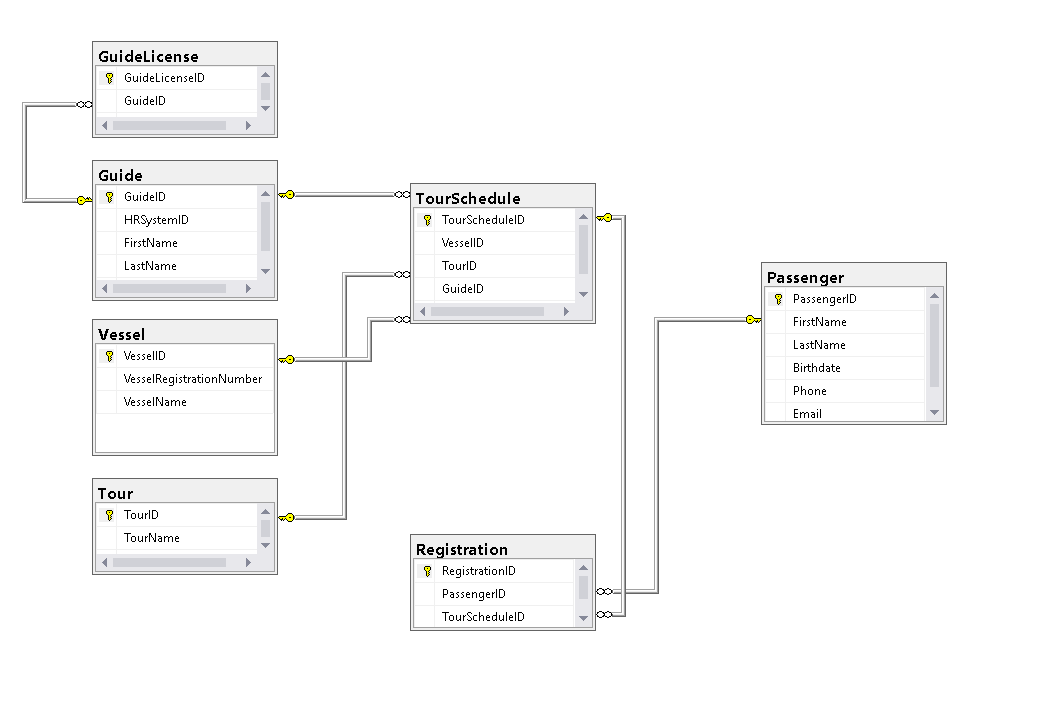 GuideLicense
GuideLicenseID
GuideID
Guide
GuideID
HRSystemID
FirstName
LastName
Vessel
VesselID
VesselRegistrationNumber
VesselName
Tour
TourID
TourName
TourSchedule
TourScheduleID
VesselID
TourID
GuideID
Registration
RegistrationID
PassengerID
TourScheduleID
Passenger
PassengerID
FirstName
LastName
Birthdate
Phone
Email